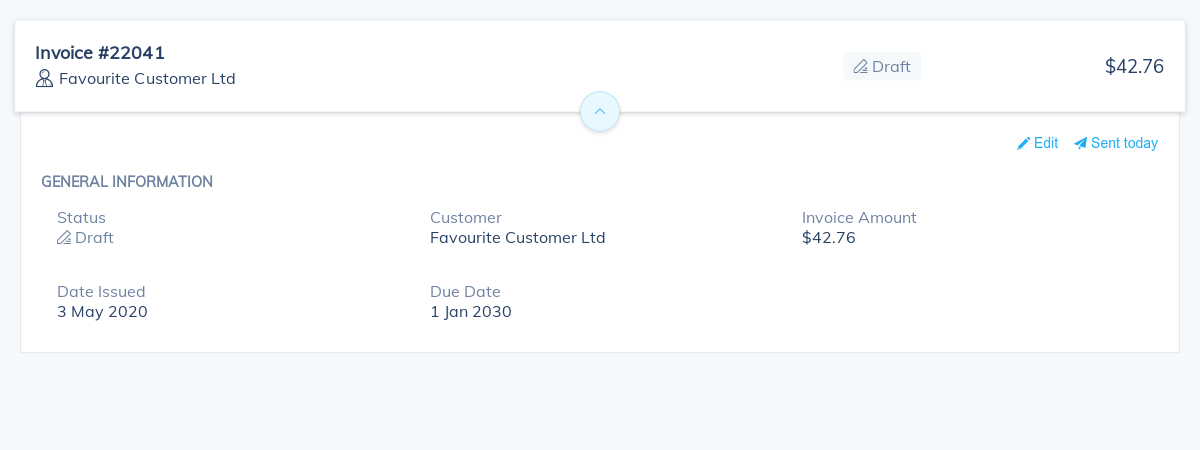 Invoice #22041
Favourite Customer Ltd
Draft
$42.76
Edit
Sent today
GENERAL INFORMATION
Status
Draft
Customer
Favourite Customer Ltd
Invoice Amount
$42.76
Date Issued
3 May 2020
Due Date
1 Jan 2030